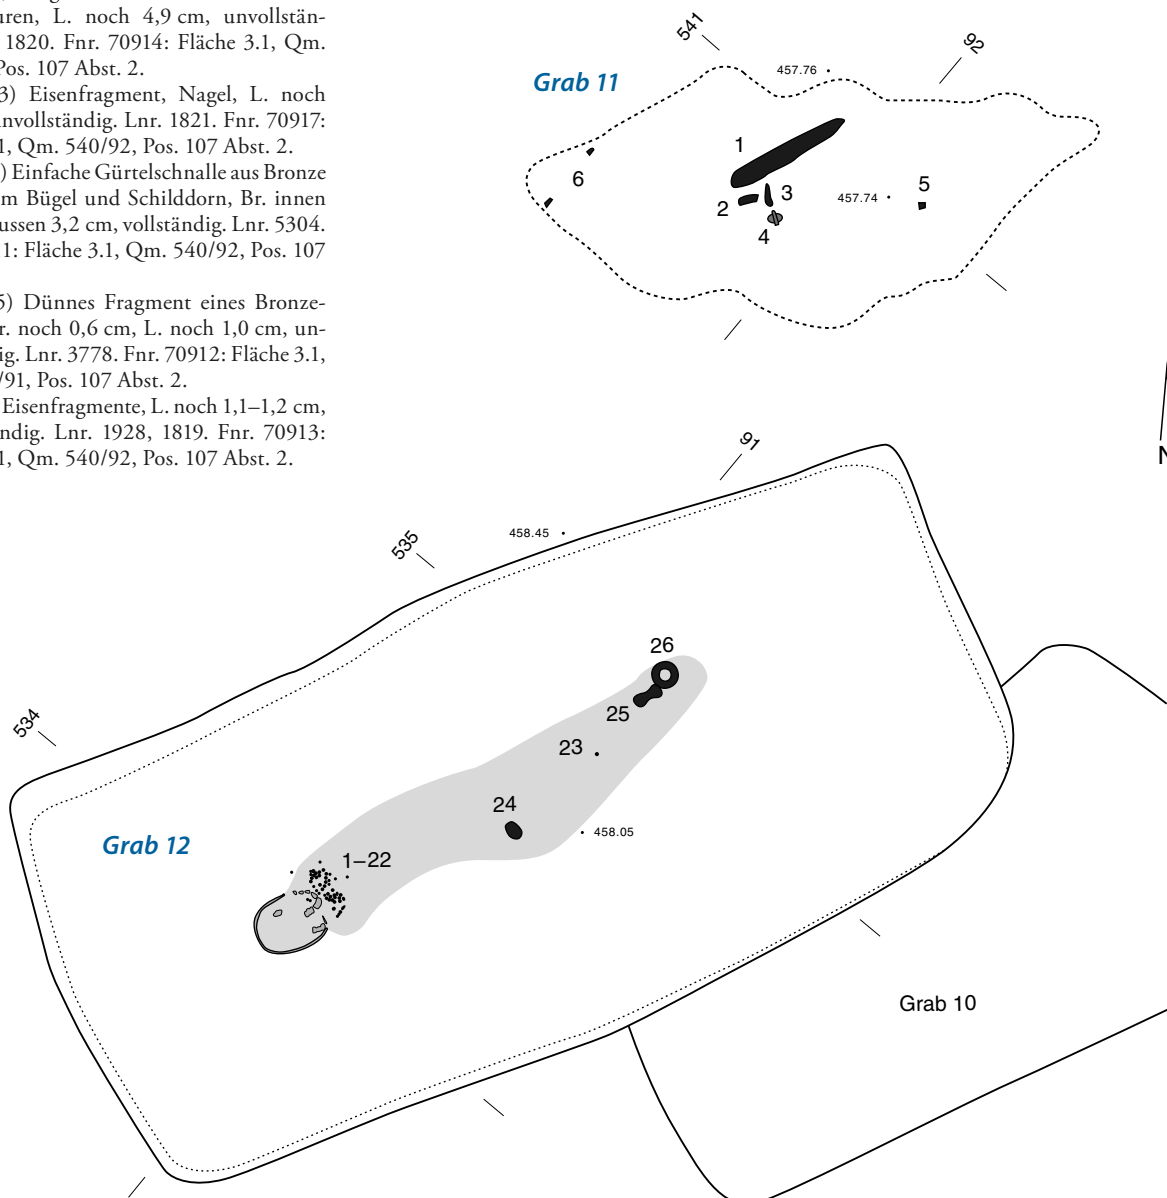 uren, L. noch 4,9 cm, unvollstän-
1820. Fnr. 70914: Fläche 3.1, Qm.
Pos. 107 Abst. 2.
3) Eisenfragment, Nagel, L. noch
unvollständig. Lnr. 1821. Fnr. 70917:
1, Qm. 540/92, Pos. 107 Abst. 2.
) Einfache Gürtelschnalle aus Bronze
m Bügel und Schilddorn, Br. innen
ussen 3,2 cm, vollständig. Lnr. 5304.
1: Fläche 3.1, Qm. 540/92, Pos. 107
5) Dünnes Fragment eines Bronze-
r. noch 0,6 cm, L. noch 1,0 cm, un-
ig. Lnr. 3778. Fnr. 70912: Fläche 3.1,
/91, Pos. 107 Abst. 2.
Eisenfragmente, L. noch 1,1–1,2 cm,
ndig. Lnr. 1928, 1819. Fnr. 70913:
1, Qm. 540/92, Pos. 107 Abst. 2.
541
92
457.76
Grab 11
1
6
2
3
4
457.74
5
N
91
535
458.45
534
26
25
23
24
458.05
Grab 12
1–22
Grab 10